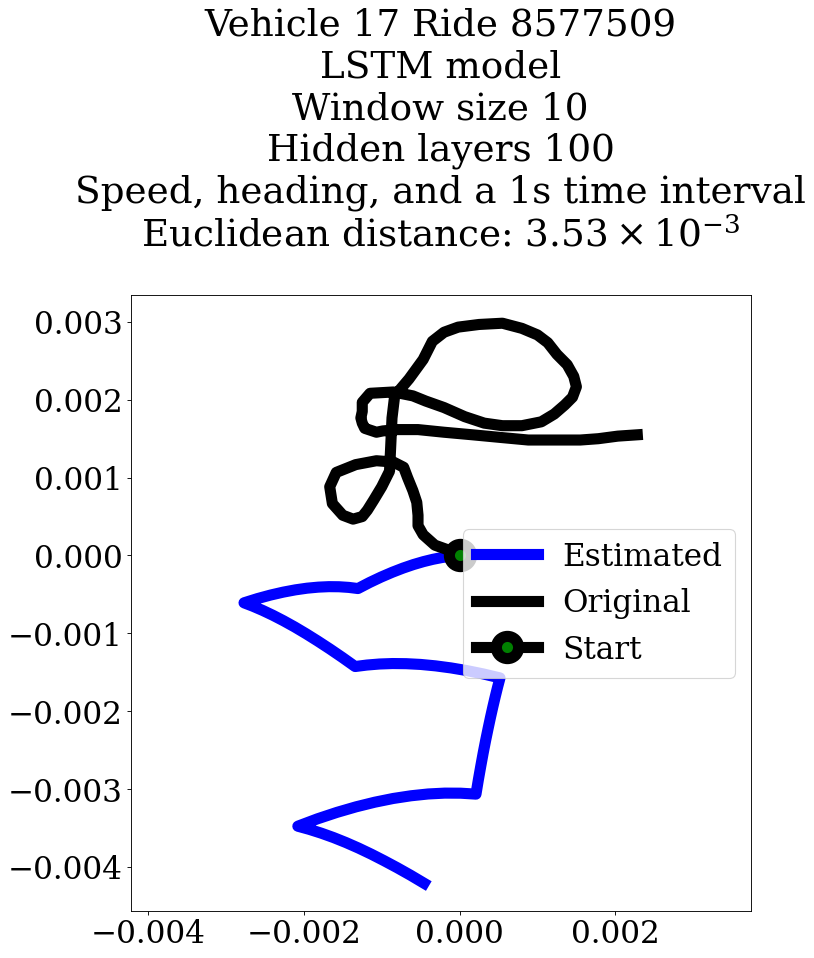 Vehicle 17 Ride 8577509
LSTM model
Window size 10
Hidden layers 100
Speed, heading, and a 1s time interval
Euclidean distance: 3.53 × 10⁻³
0.003
0.002
0.001
0.000
−0.001
−0.002
−0.003
−0.004
Estimated
Original
Start
−0.004 −0.002 0.000 0.002